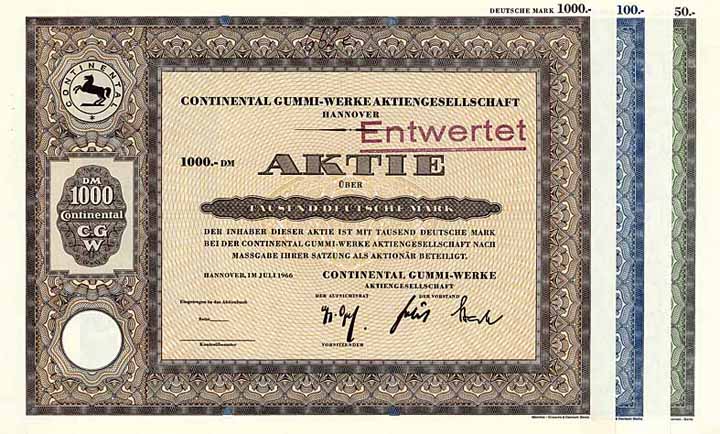 DEUTSCHE MARK 1000.-
100.-
50.-
CONTINENTAL
CONTINENTAL GUMMI-WERKE AKTIENGESELLSCHAFT
HANNOVER
Entwertet
1000.- DM
AKTIE
ÜBER
TAUSEND DEUTSCHE MARK
DM
1000
Continental
C.G
W
DER INHABER DIESER AKTIE IST MIT TAUSEND DEUTSCHE MARK
BEI DER CONTINENTAL GUMMI-WERKE AKTIENGESELLSCHAFT NACH
MASSGABE IHRER SATZUNG ALS AKTIONÄR BETEILIGT.
HANNOVER, IM JULI 1966
CONTINENTAL GUMMI-WERKE
AKTIENGESELLSCHAFT
Eingetragen in das Aktienbuch
DER AUFSICHTSRAT
DER VORSTAND
Seite
Kontrollbeamter
VORSITZENDER